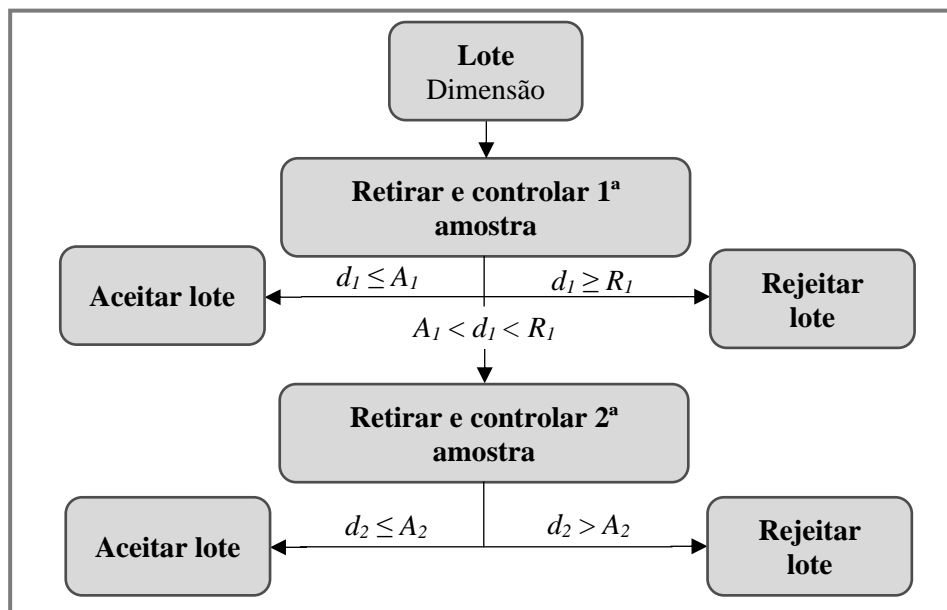 Lote
Dimensão
Retirar e controlar 1ª
amostra
Aceitar lote
d₁ ≤ A₁
d₁ ≥ R₁
Rejeitar
lote
A₁ < d₁ < R₁
Retirar e controlar 2ª
amostra
Aceitar lote
d₂ ≤ A₂
d₂ > A₂
Rejeitar
lote